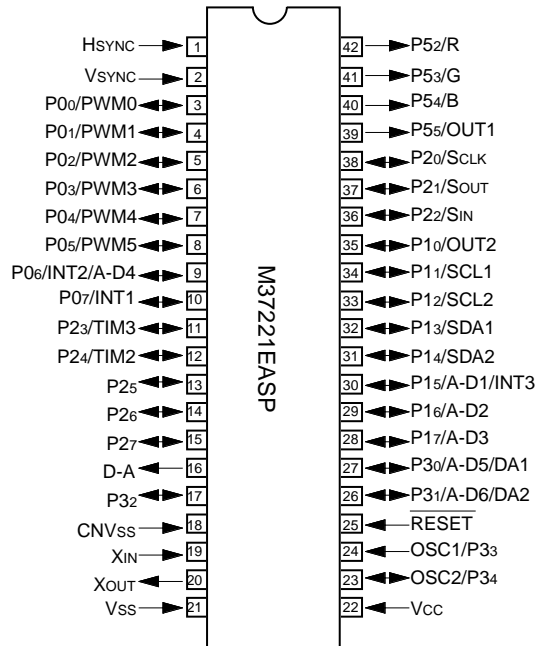 HSYNC 1
VSYNC 2
P00/PWM0 3
P01/PWM1 4
P02/PWM2 5
P03/PWM3 6
P04/PWM4 7
P05/PWM5 8
P06/INT2/A-D4 9
P07/INT1 10
P23/TIM3 11
P24/TIM2 12
P25 13
P26 14
P27 15
D-A 16
P32 17
CNVSS 18
XIN 19
XOUT 20
VSS 21
M37221EASP
42 P52/R
41 P53/G
40 P54/B
39 P55/OUT1
38 P20/SCLK
37 P21/SOUT
36 P22/SIN
35 P10/OUT2
34 P11/SCL1
33 P12/SCL2
32 P13/SDA1
31 P14/SDA2
30 P15/A-D1/INT3
29 P16/A-D2
28 P17/A-D3
27 P30/A-D5/DA1
26 P31/A-D6/DA2
25 RESET
24 OSC1/P33
23 OSC2/P34
22 VCC